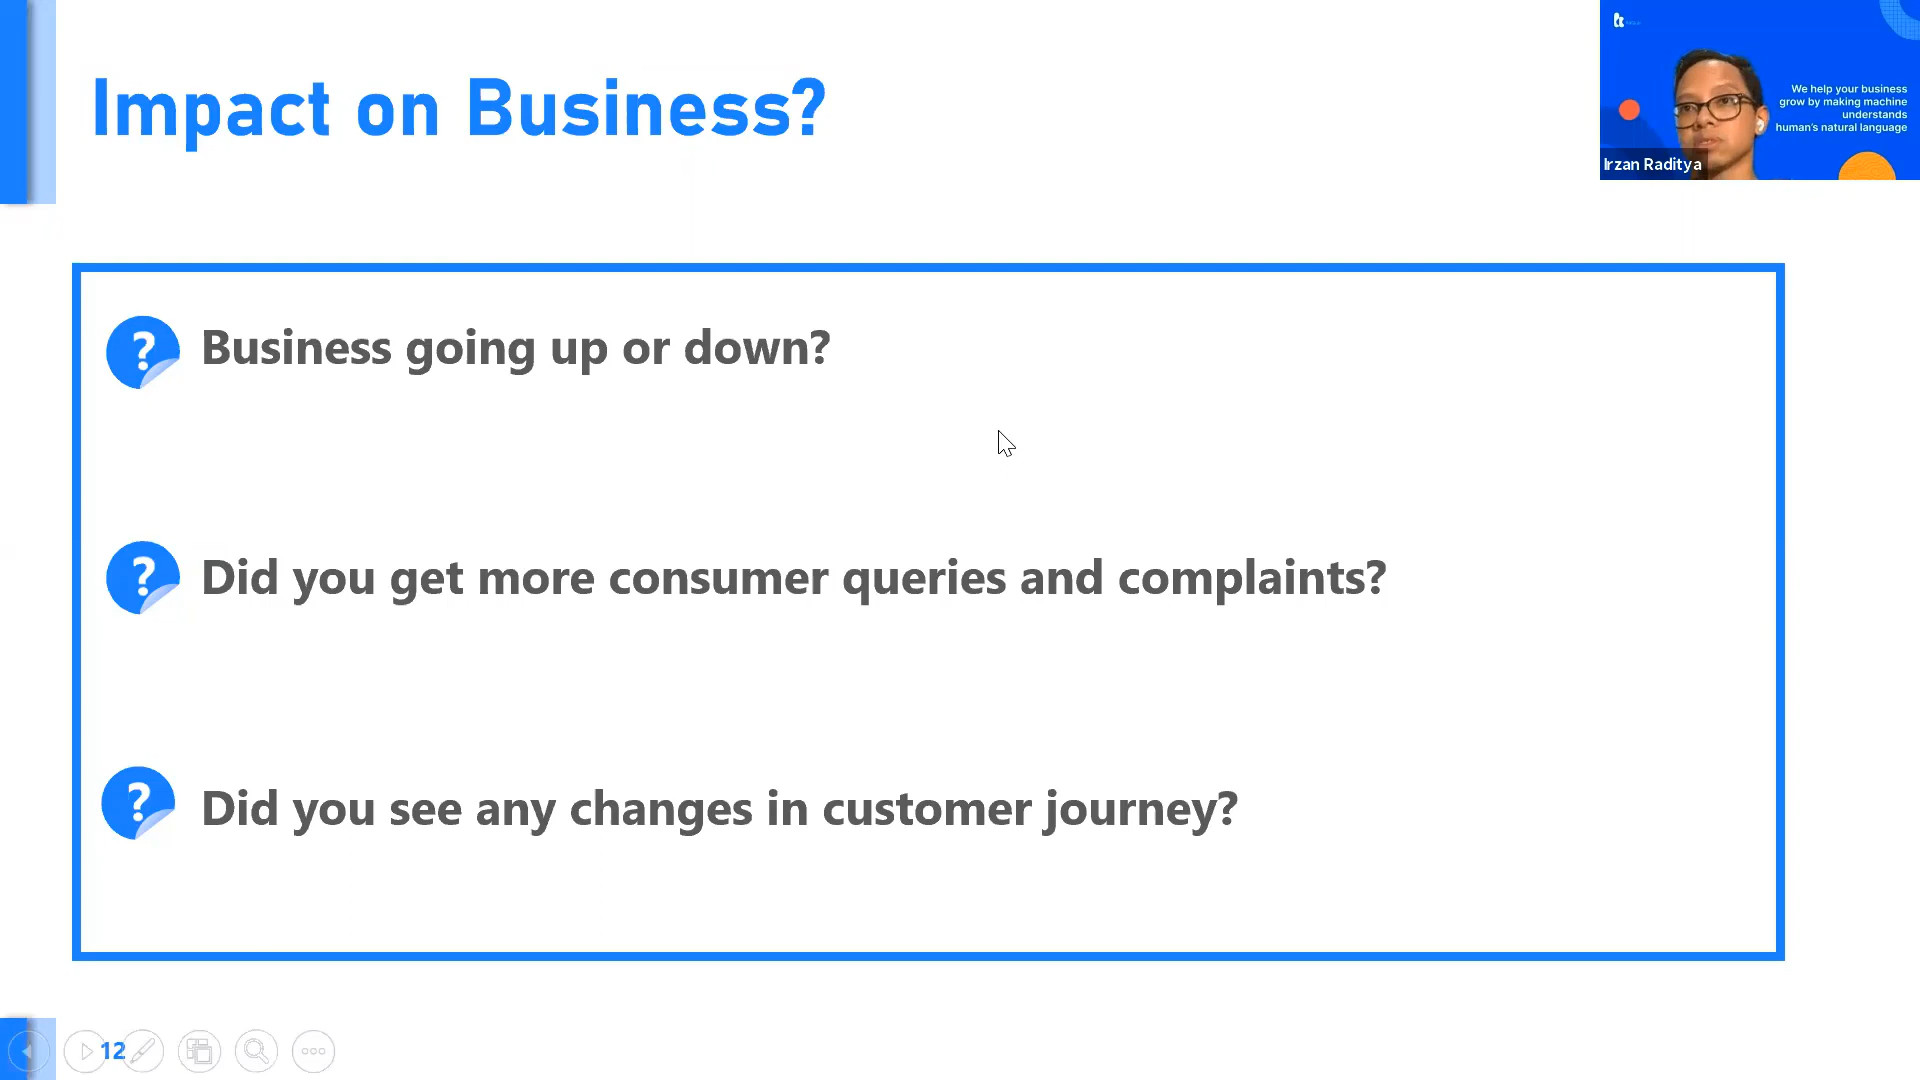 Impact on Business?
We help your business
grow by making machine
understands
human's natural language
Irzan Raditya
? Business going up or down?
? Did you get more consumer queries and complaints?
? Did you see any changes in customer journey?
12